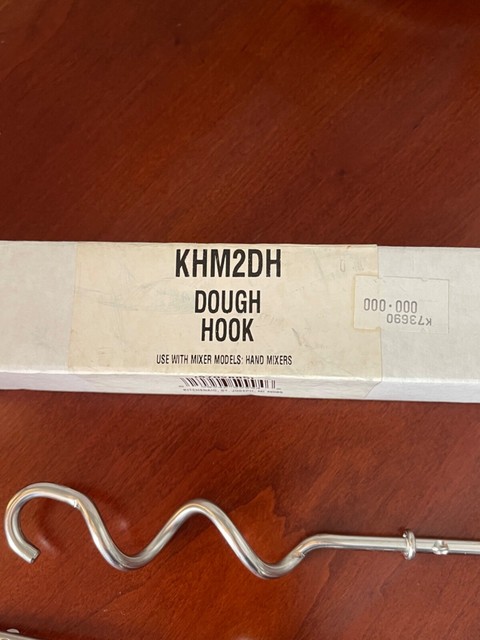 KHM2DH
DOUGH
HOOK
USE WITH MIXER MODELS: HAND MIXERS
K73690
000·000